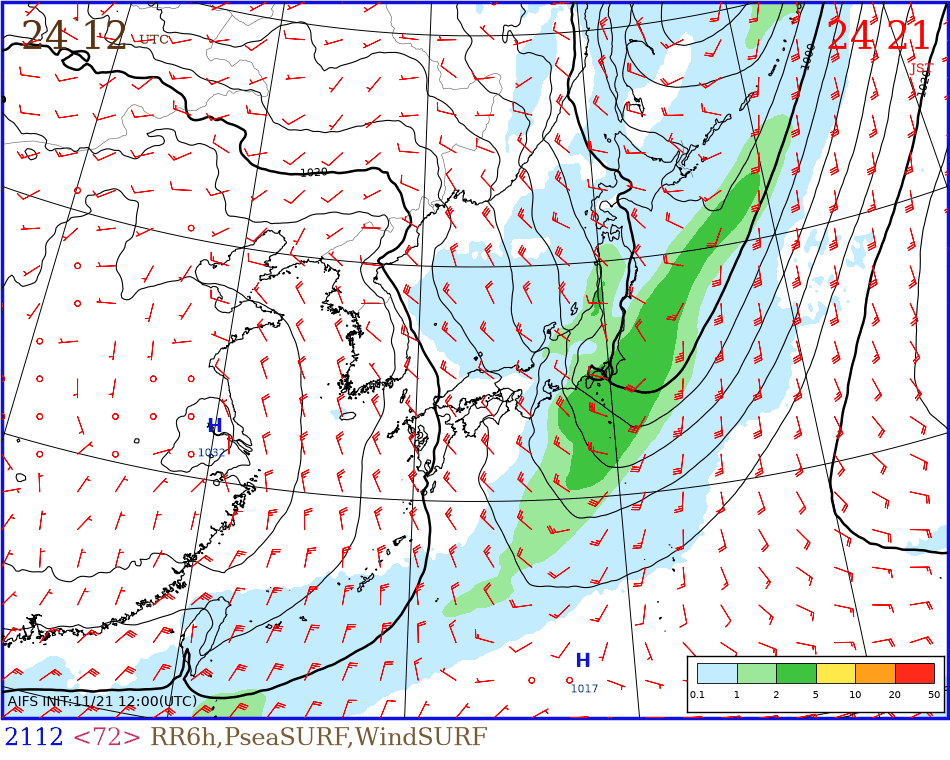 24 12 UTC
24 21
JST
1000
1020
1020
H
1032
H
1017
0.1 1 2 5 10 20 50
AIFS INIT:11/21 12:00(UTC)
2112 <72> RR6h,PseaSURF,WindSURF